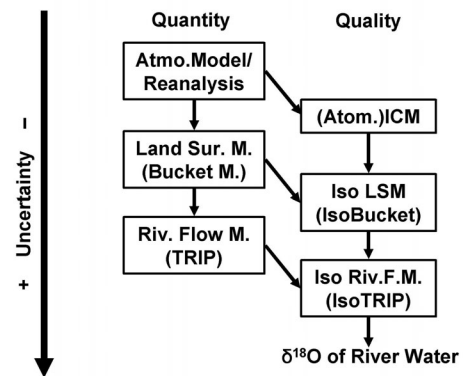 Quantity
Quality
Atmo.Model/
Reanalysis
(Atom.)ICM
Land Sur. M.
(Bucket M.)
Iso LSM
(IsoBucket)
Riv. Flow M.
(TRIP)
Iso Riv.F.M.
(IsoTRIP)
δ¹⁸O of River Water
+ Uncertainty −